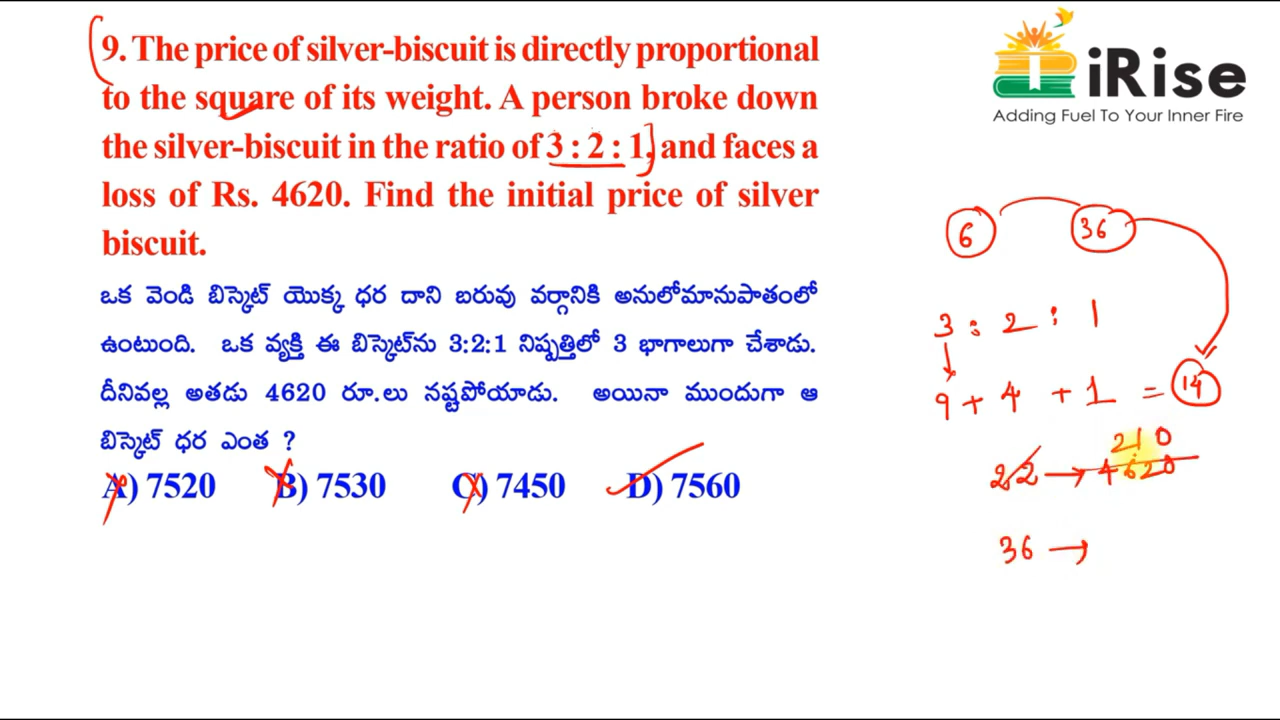 9. The price of silver-biscuit is directly proportional
to the square of its weight. A person broke down
the silver-biscuit in the ratio of 3 : 2 : 1, and faces a
loss of Rs. 4620. Find the initial price of silver
biscuit.
ఒక వెండి బిస్కెట్ యొక్క ధర దాని బరువు వర్గానికి అనులోమానుపాతంలో
ఉంటుంది. ఒక వ్యక్తి ఈ బిస్కెట్‌ను 3:2:1 నిష్పత్తిలో 3 భాగాలుగా చేశాడు.
దీనివల్ల అతడు 4620 రూ.లు నష్టపోయాడు. అయినా ముందుగా ఆ
బిస్కెట్ ధర ఎంత ?
A) 7520 B) 7530 C) 7450 D) 7560
iRise
Adding Fuel To Your Inner Fire
6 36
3 : 2 : 1
9 + 4 + 1 = 14
210
22 → 4620
36 →